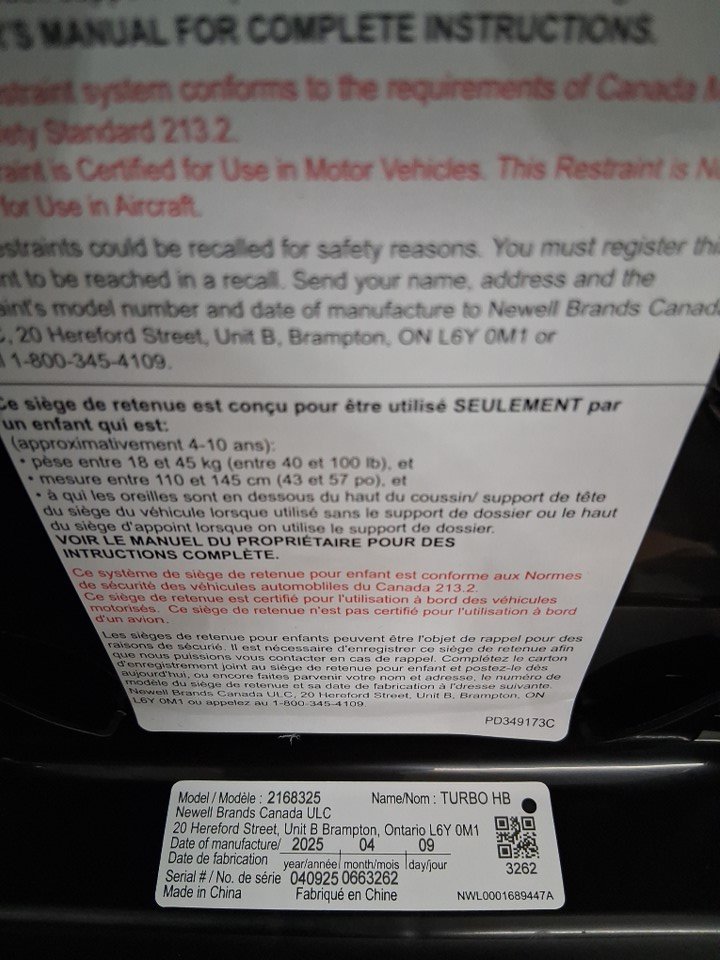 'S MANUAL FOR COMPLETE INSTRUCTIONS.
system conforms to the requirements of Canada
Standard 213.2.
is Certified for Use in Motor Vehicles. This Restraint is
for Use in Aircraft.
could be recalled for safety reasons. You must register
to be reached in a recall. Send your name, address and the
model number and date of manufacture to Newell Brands
, 20 Hereford Street, Unit B, Brampton, ON L6Y 0M1 or
1-800-345-4109.
Ce siège de retenue est conçu pour être utilisé SEULEMENT par
un enfant qui est:
(approximativement 4-10 ans):
• pèse entre 18 et 45 kg (entre 40 et 100 lb), et
• mesure entre 110 et 145 cm (43 et 57 po), et
• à qui les oreilles sont en dessous du haut du coussin/ support de tête
du siège du véhicule lorsque utilisé sans le support de dossier ou le haut
du siège d'appoint lorsque on utilise le support de dossier.
VOIR LE MANUEL DU PROPRIÉTAIRE POUR DES
INTRUCTIONS COMPLÈTE.
Ce système de siège de retenue pour enfant est conforme aux Normes
de sécurité des véhicules automobliles du Canada 213.2.
Ce siège de retenue est certifié pour l'utilisation à bord des véhicules
motorisés. Ce siège de retenue n'est pas certifié pour l'utilisation à bord
d'un avion.
Les sièges de retenue pour enfants peuvent être l'objet de rappel pour des
raisons de sécurié. Il est nécessaire d'enregistrer ce siège de retenue afin
que nous puissions vous contacter en cas de rappel. Complétez le carton
d'enregistrement joint au siège de retenue pour enfant et postez-le dès
aujourd'hui, ou encore faites parvenir votre nom et adresse, le numéro de
modèle du siège de retenue et sa date de fabrication à l'dresse suivante.
Newell Brands Canada ULC, 20 Hereford Street, Unit B, Brampton, ON
L6Y 0M1 ou appelez au 1-800-345-4109.
PD349173C
Model / Modèle : 2168325 Name/Nom : TURBO HB
Newell Brands Canada ULC
20 Hereford Street, Unit B Brampton, Ontario L6Y 0M1
Date of manufacture/ 2025 04 09
Date de fabrication year/année month/mois day/jour
3262
Serial # / No. de série 040925 0663262
Made in China Fabriqué en Chine NWL0001689447A